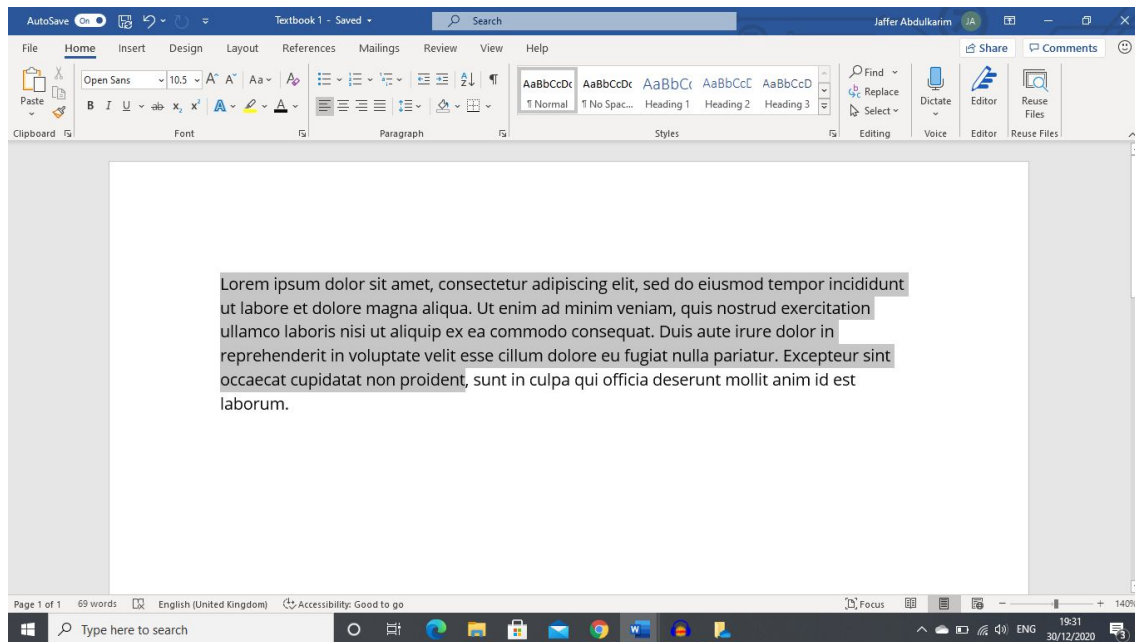 AutoSave On Textbook 1 - Saved Search Jaffer Abdulkarim JA
File Home Insert Design Layout References Mailings Review View Help Share Comments
Paste
Clipboard
Open Sans 10.5 A A Aa A
B I U ab x₂ x² A A
Font
Paragraph
AaBbCcDc AaBbCcDc AaBbCc AaBbCcE AaBbCcD
¶ Normal ¶ No Spac... Heading 1 Heading 2 Heading 3
Styles
Find
Replace
Select
Editing
Dictate
Voice
Editor
Editor
Reuse
Files
Reuse Files
Lorem ipsum dolor sit amet, consectetur adipiscing elit, sed do eiusmod tempor incididunt
ut labore et dolore magna aliqua. Ut enim ad minim veniam, quis nostrud exercitation
ullamco laboris nisi ut aliquip ex ea commodo consequat. Duis aute irure dolor in
reprehenderit in voluptate velit esse cillum dolore eu fugiat nulla pariatur. Excepteur sint
occaecat cupidatat non proident, sunt in culpa qui officia deserunt mollit anim id est
laborum.
Page 1 of 1 69 words English (United Kingdom) Accessibility: Good to go Focus 140%
Type here to search ENG 19:31
30/12/2020